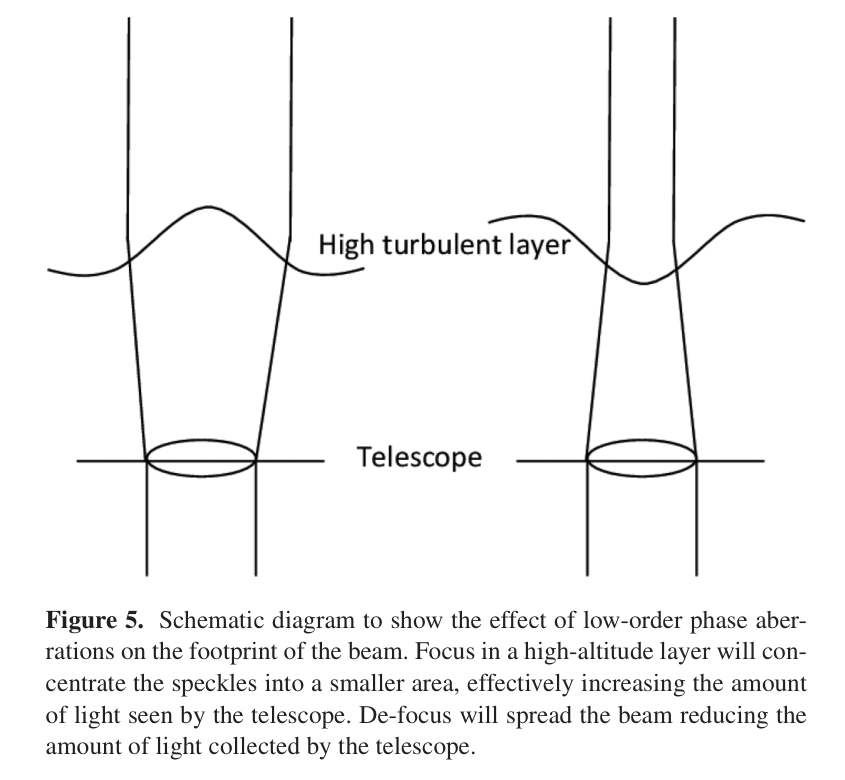 High turbulent layer
Telescope
Figure 5. Schematic diagram to show the effect of low-order phase aber-
rations on the footprint of the beam. Focus in a high-altitude layer will con-
centrate the speckles into a smaller area, effectively increasing the amount
of light seen by the telescope. De-focus will spread the beam reducing the
amount of light collected by the telescope.